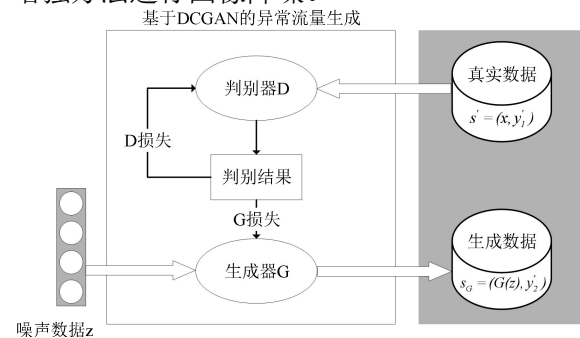 基于DCGAN的异常流量生成
判别器D
真实数据
s' = (x, y'₁)
D损失
判别结果
G损失
生成器G
生成数据
s_G = (G(z), y'₂)
噪声数据z